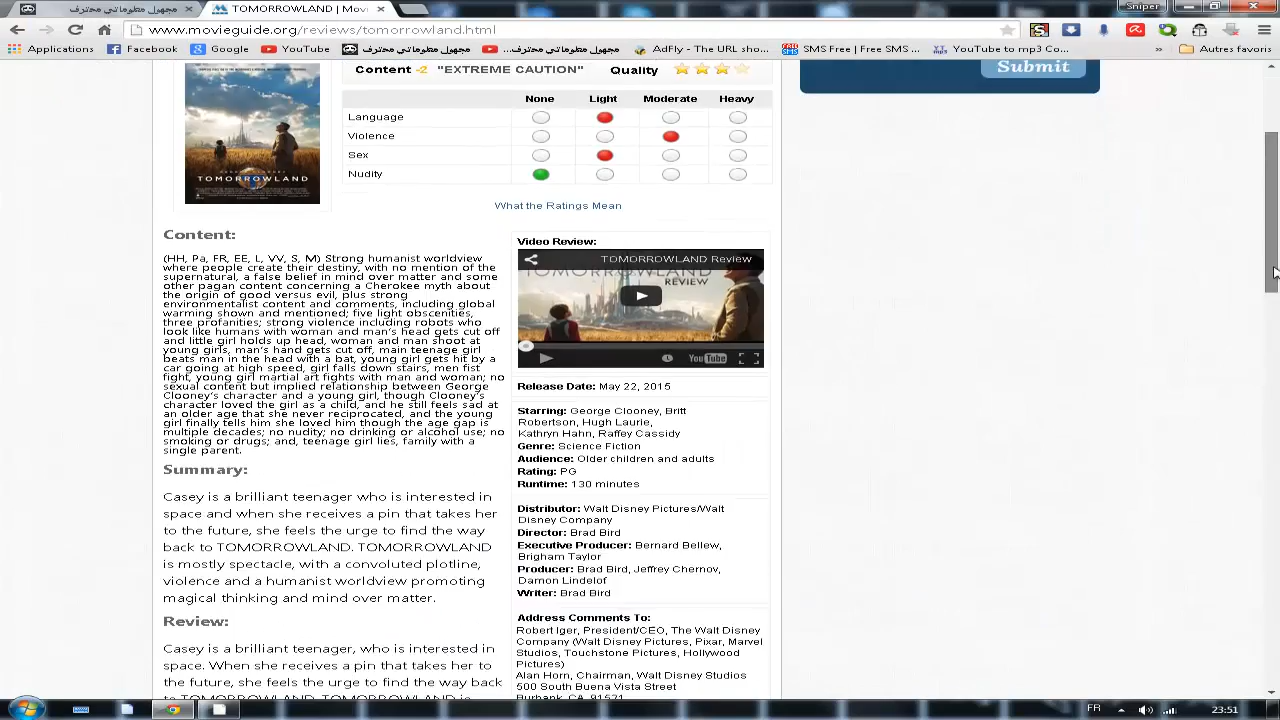 مجهول معلوماتي محترف
TOMORROWLAND | Movi
Sniper
www.movieguide.org/reviews/tomorrowland.html
Applications
Facebook
Google
YouTube
مجهول معلوماتي محترف
مجهول معلوماتي محترف...
AdFly - The URL sho...
SMS Free | Free SMS ...
YouTube to mp3 Co...
»
Autres favoris
Content -2 "EXTREME CAUTION" Quality
Submit
None Light Moderate Heavy
Language
Violence
Sex
Nudity
TOMORROWLAND
What the Ratings Mean
Content:
(HH, Pa, FR, EE, L, VV, S, M) Strong humanist worldview
where people create their destiny, with no mention of the
supernatural, a false belief in mind over matter and some
other pagan content concerning a Cherokee myth about
the origin of good versus evil, plus strong
environmentalist content and comments, including global
warming shown and mentioned; five light obscenities,
three profanities; strong violence including robots who
look like humans with woman and man's head gets cut off
and little girl holds up head, woman and man shoot at
young girls, man's hand gets cut off, main teenage girl
beats man in the head with a bat, young girl gets hit by a
car going at high speed, girl falls down stairs, men fist
fight, young girl martial art fights with man and woman; no
sexual content but implied relationship between George
Clooney's character and a young girl, though Clooney's
character loved the girl as a child, and he still feels sad at
an older age that she never reciprocated, and the young
girl finally tells him she loved him though the age gap is
multiple decades; no nudity; no drinking or alcohol use; no
smoking or drugs; and, teenage girl lies, family with a
single parent.
Summary:
Casey is a brilliant teenager who is interested in
space and when she receives a pin that takes her
to the future, she feels the urge to find the way
back to TOMORROWLAND. TOMORROWLAND
is mostly spectacle, with a convoluted plotline,
violence and a humanist worldview promoting
magical thinking and mind over matter.
Review:
Casey is a brilliant teenager, who is interested in
space. When she receives a pin that takes her to
the future, she feels the urge to find the way back
to TOMORROWLAND. TOMORROWLAND is
Video Review:
TOMORROWLAND Review
TOMORROWLAND
REVIEW
YouTube
Release Date: May 22, 2015
Starring: George Clooney, Britt
Robertson, Hugh Laurie,
Kathryn Hahn, Raffey Cassidy
Genre: Science Fiction
Audience: Older children and adults
Rating: PG
Runtime: 130 minutes
Distributor: Walt Disney Pictures/Walt
Disney Company
Director: Brad Bird
Executive Producer: Bernard Bellew,
Brigham Taylor
Producer: Brad Bird, Jeffrey Chernov,
Damon Lindelof
Writer: Brad Bird
Address Comments To:
Robert Iger, President/CEO, The Walt Disney
Company (Walt Disney Pictures, Pixar, Marvel
Studios, Touchstone Pictures, Hollywood
Pictures)
Alan Horn, Chairman, Walt Disney Studios
500 South Buena Vista Street
Burbank, CA 91521
FR
23:51